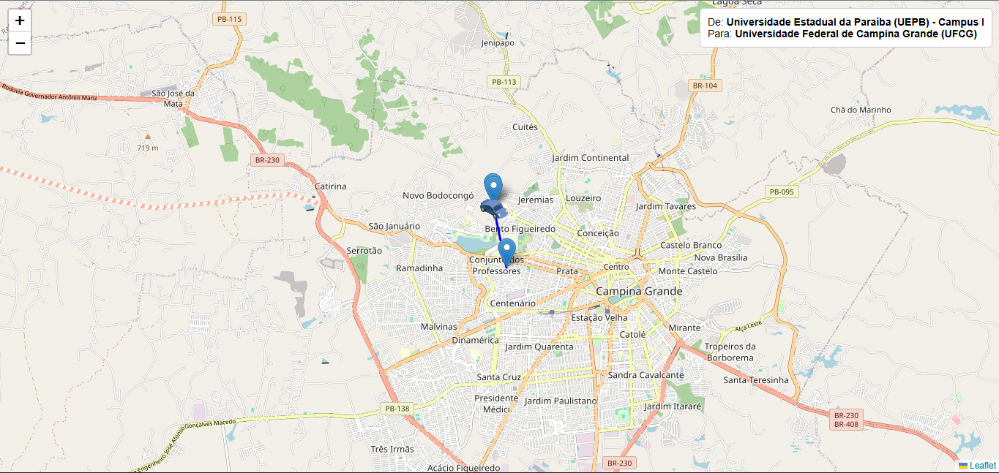 +
−
De: Universidade Estadual da Paraíba (UEPB) - Campus I
Para: Universidade Federal de Campina Grande (UFCG)
Lagoa Seca
PB-115
Jenipapo
PB-113
BR-104
Rodovia Governador Antônio Mariz
São José da
Mata
Chã do Marinho
Cuités
719 m
BR-230
Jardim Continental
Catirina
Novo Bodocongó
Jeremias
Louzeiro
PB-095
Jardim Tavares
São Januário
Bento Figueiredo
Conceição
Castelo Branco
Serrotão
Nova Brasília
Conjunto dos
Professores
Ramadinha
Prata
Centro
Monte Castelo
Campina Grande
Centenário
Estação Velha
Malvinas
Mirante
Alça Leste
Catolé
Dinamérica
Jardim Quarenta
Tropeiros da
Borborema
Santa Cruz
Sandra Cavalcante
Santa Teresinha
Presidente
Médici
Jardim Paulistano
Jardim Itararé
PB-138
BR-230
BR-408
Engenheiro José Afonso Gonçalves Macedo
Três Irmãs
Acácio Figueiredo
BR-230
Leaflet